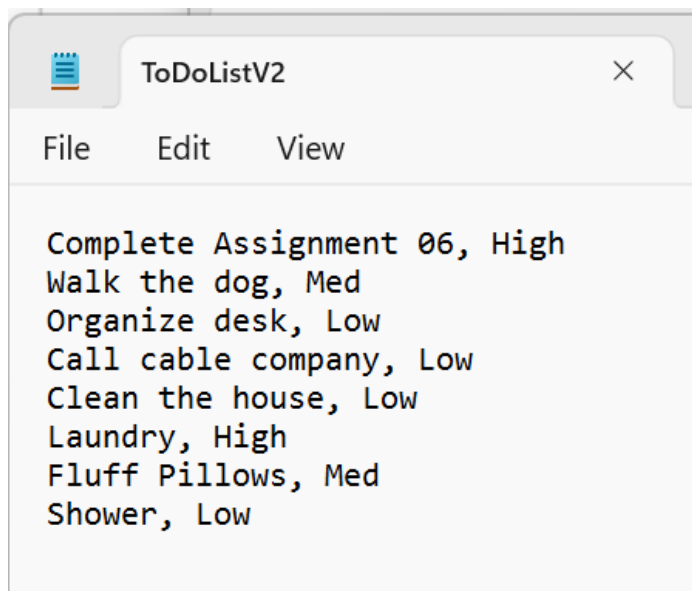 ToDoListV2
File Edit View
Complete Assignment 06, High
Walk the dog, Med
Organize desk, Low
Call cable company, Low
Clean the house, Low
Laundry, High
Fluff Pillows, Med
Shower, Low